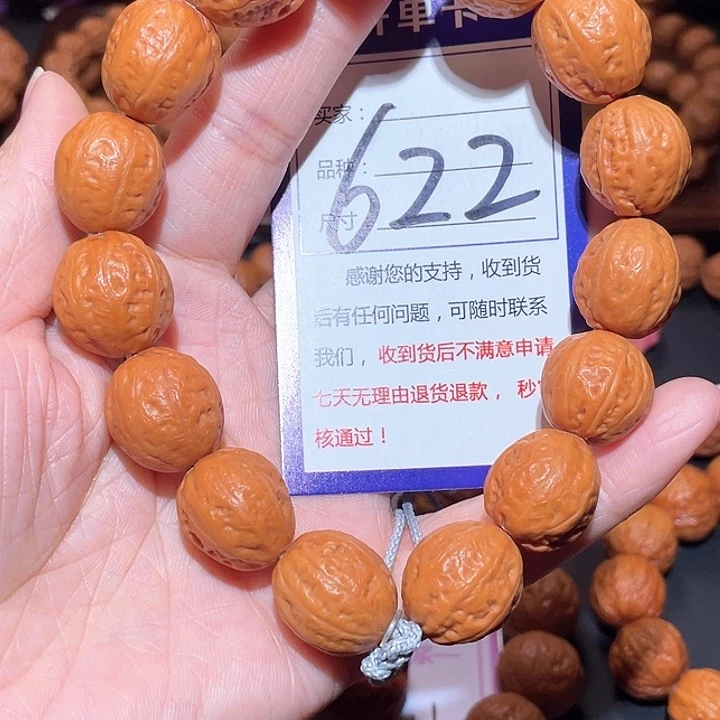 买家：
品种：
622
尺寸
感谢您的支持，收到货
后有任何问题，可随时联系
我们，收到货后不满意申请
七天无理由退货退款，秒
核通过！